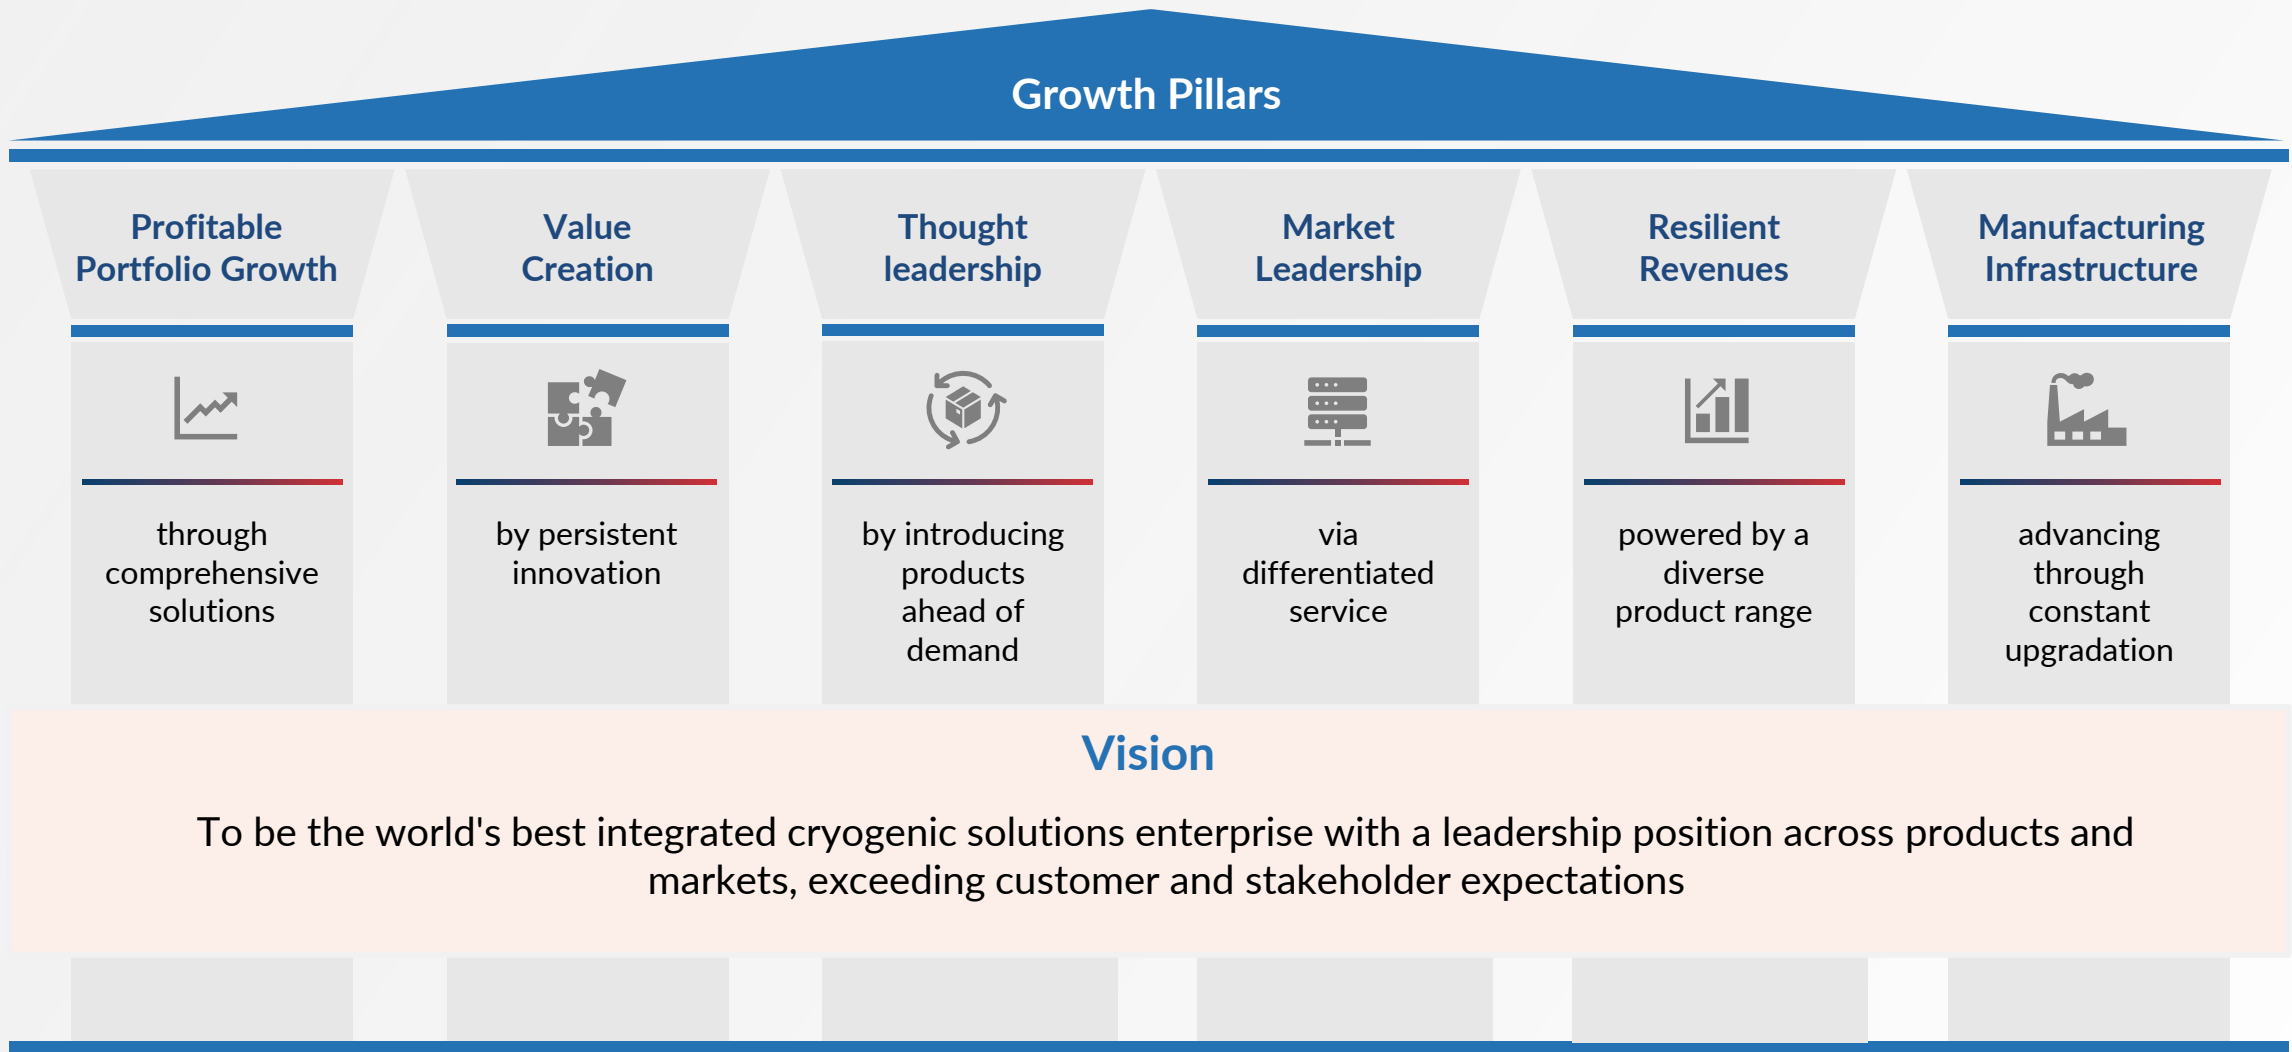 Growth Pillars
Profitable
Portfolio Growth
through
comprehensive
solutions
Value
Creation
by persistent
innovation
Thought
leadership
by introducing
products
ahead of
demand
Market
Leadership
via
differentiated
service
Resilient
Revenues
powered by a
diverse
product range
Manufacturing
Infrastructure
advancing
through
constant
upgradation
Vision
To be the world's best integrated cryogenic solutions enterprise with a leadership position across products and
markets, exceeding customer and stakeholder expectations